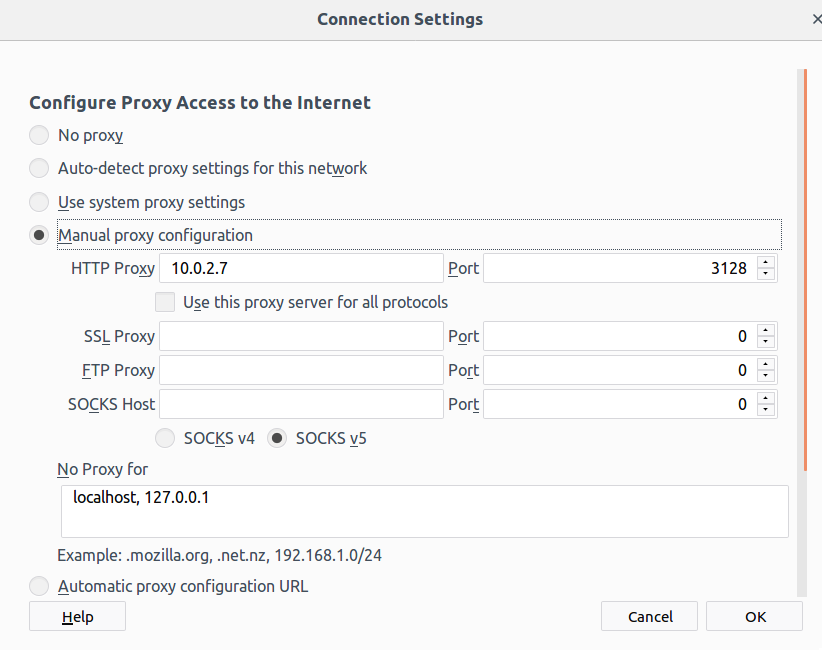 Connection Settings
Configure Proxy Access to the Internet
No proxy
Auto-detect proxy settings for this network
Use system proxy settings
Manual proxy configuration
HTTP Proxy 10.0.2.7 Port 3128
Use this proxy server for all protocols
SSL Proxy Port 0
FTP Proxy Port 0
SOCKS Host Port 0
SOCKS v4 SOCKS v5
No Proxy for
localhost, 127.0.0.1
Example: .mozilla.org, .net.nz, 192.168.1.0/24
Automatic proxy configuration URL
Help Cancel OK